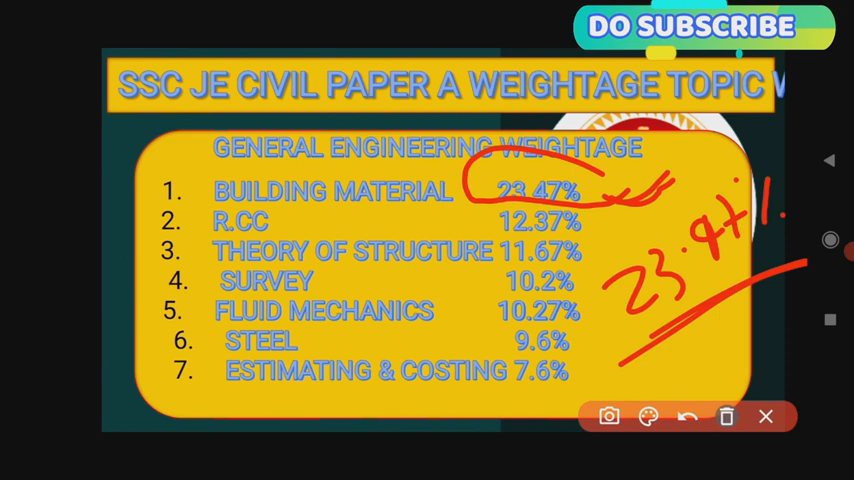 DO SUBSCRIBE
SSC JE CIVIL PAPER A WEIGHTAGE TOPIC
GENERAL ENGINEERING WEIGHTAGE
1. BUILDING MATERIAL 23.47%
2. R.CC 12.37%
3. THEORY OF STRUCTURE 11.67%
4. SURVEY 10.2%
5. FLUID MECHANICS 10.27%
6. STEEL 9.6%
7. ESTIMATING & COSTING 7.6%
23.47%